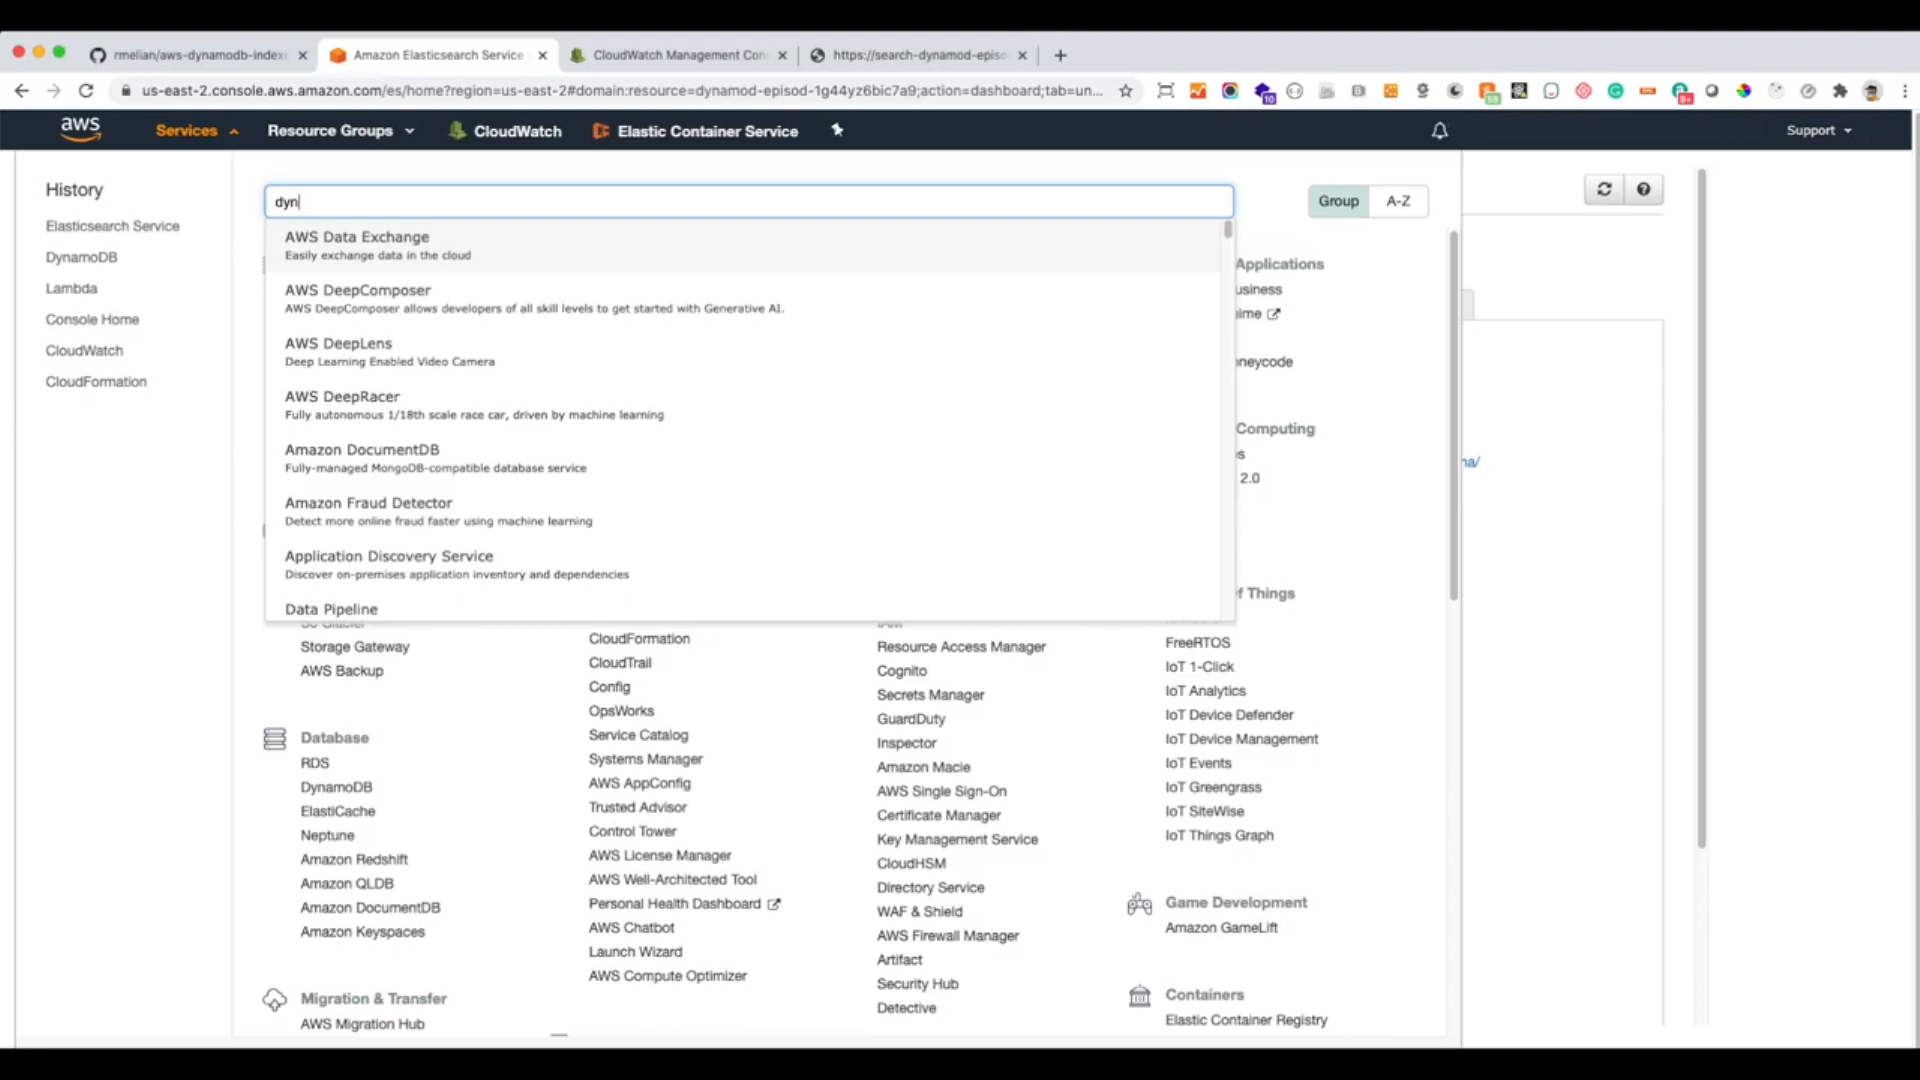 rmelian/aws-dynamodb-index
Amazon Elasticsearch Service
CloudWatch Management Con
https://search-dynamod-episo
us-east-2.console.aws.amazon.com/es/home?region=us-east-2#domain:resource=dynamod-episod-1g44yz6bic7a9;action=dashboard;tab=un...
aws
Services
Resource Groups
CloudWatch
Elastic Container Service
Support
History
Elasticsearch Service
DynamoDB
Lambda
Console Home
CloudWatch
CloudFormation
dyn
Group
A-Z
AWS Data Exchange
Easily exchange data in the cloud
AWS DeepComposer
AWS DeepComposer allows developers of all skill levels to get started with Generative AI.
AWS DeepLens
Deep Learning Enabled Video Camera
AWS DeepRacer
Fully autonomous 1/18th scale race car, driven by machine learning
Amazon DocumentDB
Fully-managed MongoDB-compatible database service
Amazon Fraud Detector
Detect more online fraud faster using machine learning
Application Discovery Service
Discover on-premises application inventory and dependencies
Data Pipeline
Storage Gateway
AWS Backup
Database
RDS
DynamoDB
ElastiCache
Neptune
Amazon Redshift
Amazon QLDB
Amazon DocumentDB
Amazon Keyspaces
Migration & Transfer
AWS Migration Hub
CloudFormation
CloudTrail
Config
OpsWorks
Service Catalog
Systems Manager
AWS AppConfig
Trusted Advisor
Control Tower
AWS License Manager
AWS Well-Architected Tool
Personal Health Dashboard
AWS Chatbot
Launch Wizard
AWS Compute Optimizer
Resource Access Manager
Cognito
Secrets Manager
GuardDuty
Inspector
Amazon Macie
AWS Single Sign-On
Certificate Manager
Key Management Service
CloudHSM
Directory Service
WAF & Shield
AWS Firewall Manager
Artifact
Security Hub
Detective
Applications
usiness
ime
neycode
Computing
s
2.0
f Things
FreeRTOS
IoT 1-Click
IoT Analytics
IoT Device Defender
IoT Device Management
IoT Events
IoT Greengrass
IoT SiteWise
IoT Things Graph
Game Development
Amazon GameLift
Containers
Elastic Container Registry
na/